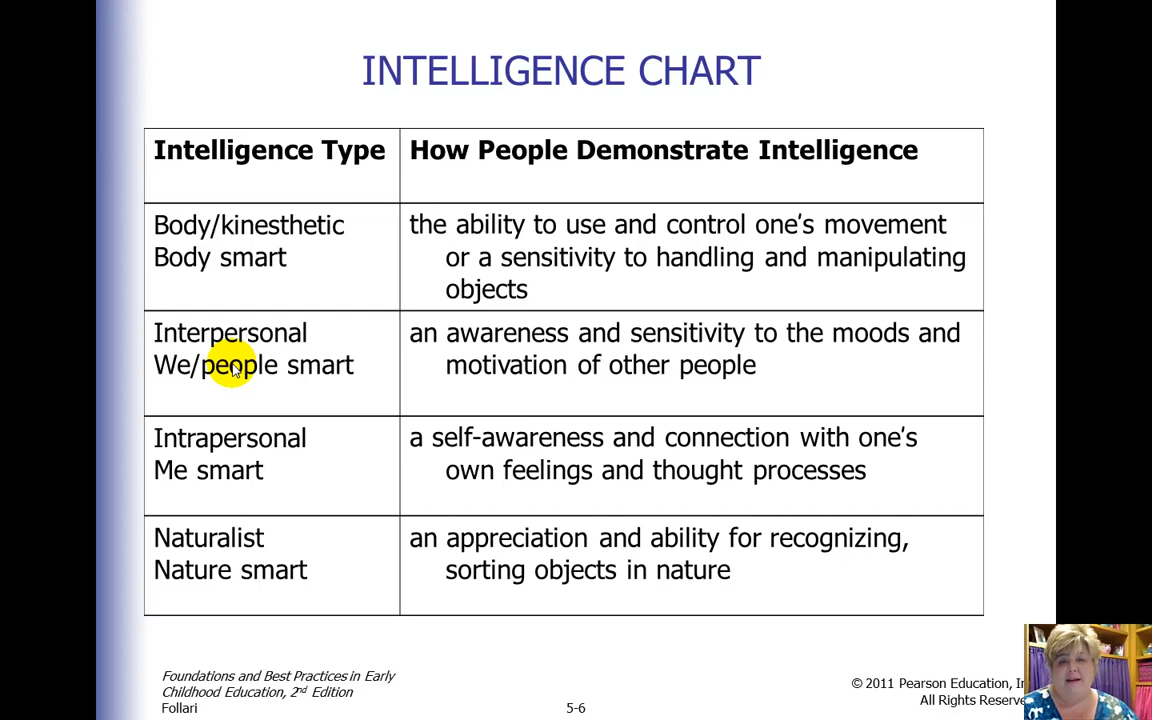 INTELLIGENCE CHART
Intelligence Type
How People Demonstrate Intelligence
Body/kinesthetic
Body smart
the ability to use and control one's movement
or a sensitivity to handling and manipulating
objects
Interpersonal
We/people smart
an awareness and sensitivity to the moods and
motivation of other people
Intrapersonal
Me smart
a self-awareness and connection with one's
own feelings and thought processes
Naturalist
Nature smart
an appreciation and ability for recognizing,
sorting objects in nature
Foundations and Best Practices in Early
Childhood Education, 2nd Edition
Follari
5-6
© 2011 Pearson Education,
All Rights